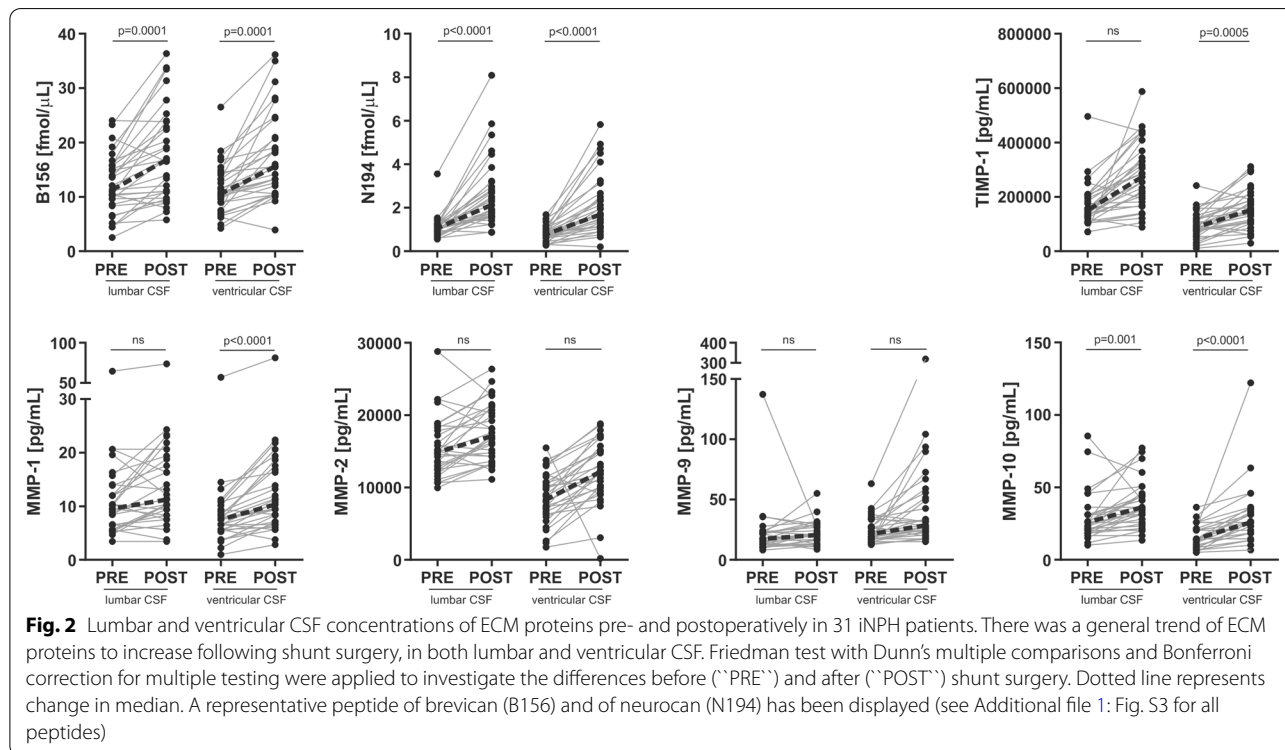 p=0.0001 p=0.0001
B156 [fmol/μL]
40
30
20
10
0
PRE POST PRE POST
lumbar CSF ventricular CSF
p<0.0001 p<0.0001
N194 [fmol/μL]
10
8
6
4
2
0
PRE POST PRE POST
lumbar CSF ventricular CSF
ns p=0.0005
TIMP-1 [pg/mL]
800000
600000
400000
200000
0
PRE POST PRE POST
lumbar CSF ventricular CSF
ns p<0.0001
MMP-1 [pg/mL]
100
50
30
20
10
0
PRE POST PRE POST
lumbar CSF ventricular CSF
ns ns
MMP-2 [pg/mL]
30000
20000
10000
0
PRE POST PRE POST
lumbar CSF ventricular CSF
ns ns
MMP-9 [pg/mL]
400
300
150
100
50
0
PRE POST PRE POST
lumbar CSF ventricular CSF
p=0.001 p<0.0001
MMP-10 [pg/mL]
150
100
50
0
PRE POST PRE POST
lumbar CSF ventricular CSF
Fig. 2 Lumbar and ventricular CSF concentrations of ECM proteins pre- and postoperatively in 31 iNPH patients. There was a general trend of ECM
proteins to increase following shunt surgery, in both lumbar and ventricular CSF. Friedman test with Dunn's multiple comparisons and Bonferroni
correction for multiple testing were applied to investigate the differences before (``PRE``) and after (``POST``) shunt surgery. Dotted line represents
change in median. A representative peptide of brevican (B156) and of neurocan (N194) has been displayed (see Additional file 1: Fig. S3 for all
peptides)